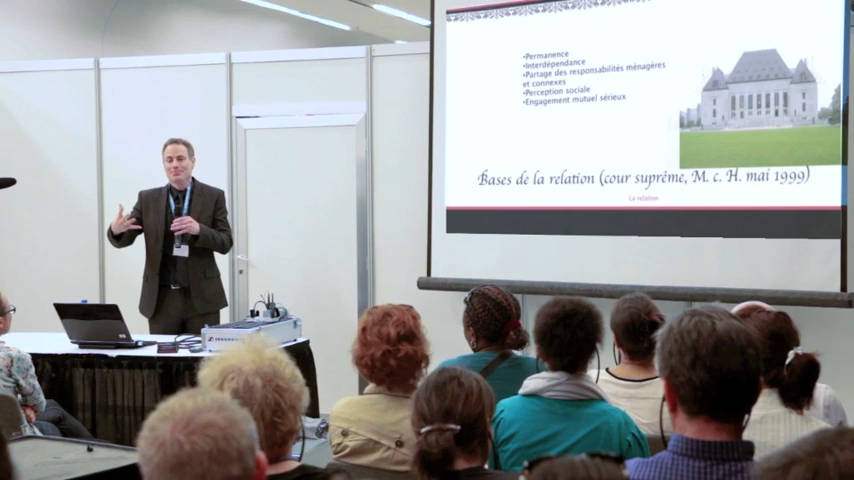 •Permanence
•Interdépendance
•Partage des responsabilités ménagères
et connexes
•Perception sociale
•Engagement mutuel sérieux
Bases de la relation (cour suprême, M. c. H. mai 1999)
La relation
SENNHEISER